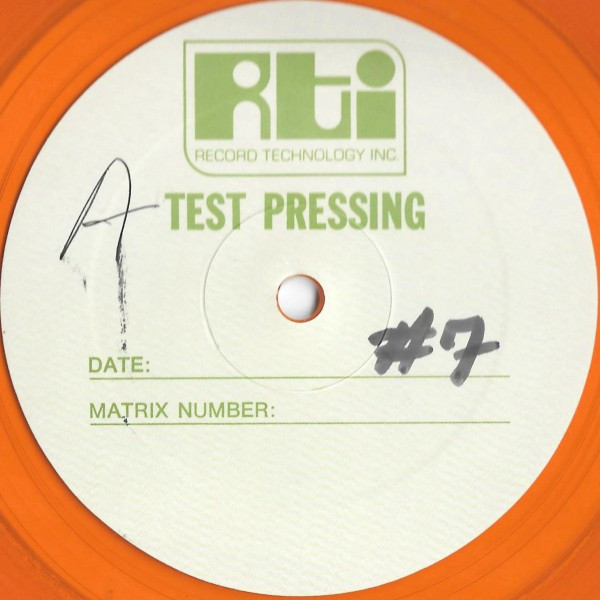 Rti
RECORD TECHNOLOGY INC.
A TEST PRESSING
#7
DATE:
MATRIX NUMBER: